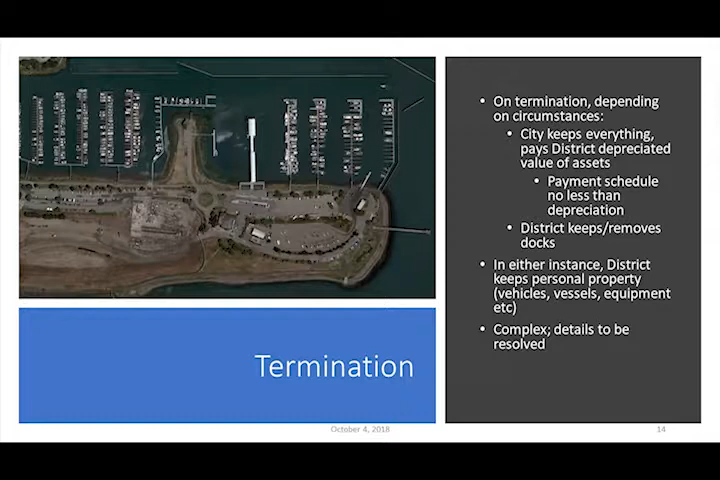 • On termination, depending
on circumstances:
• City keeps everything,
pays District depreciated
value of assets
• Payment schedule
no less than
depreciation
• District keeps/removes
docks
• In either instance, District
keeps personal property
(vehicles, vessels, equipment
etc)
• Complex; details to be
resolved
Termination
October 4, 2018
14